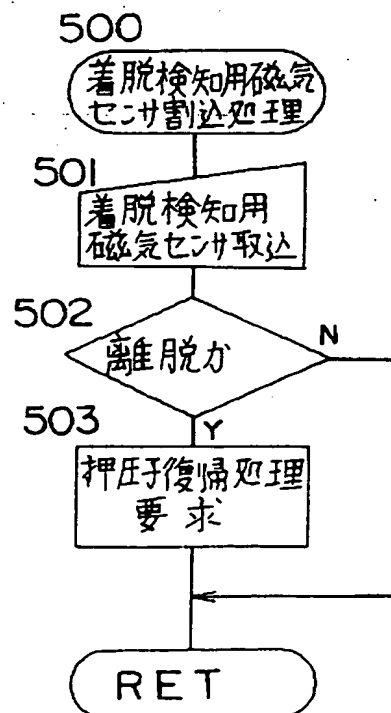 500
着脱検知用磁気
センサ割込処理
501
着脱検知用
磁気センサ取込
502
離脱か
N
503
Y
押圧子復帰処理
要求
RET